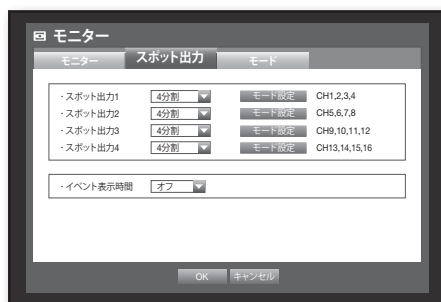 モニター
モニター スポット出力 モード
・スポット出力1 4分割 モード設定 CH1,2,3,4
・スポット出力2 4分割 モード設定 CH5,6,7,8
・スポット出力3 4分割 モード設定 CH9,10,11,12
・スポット出力4 4分割 モード設定 CH13,14,15,16
・イベント表示時間 オフ
OK キャンセル